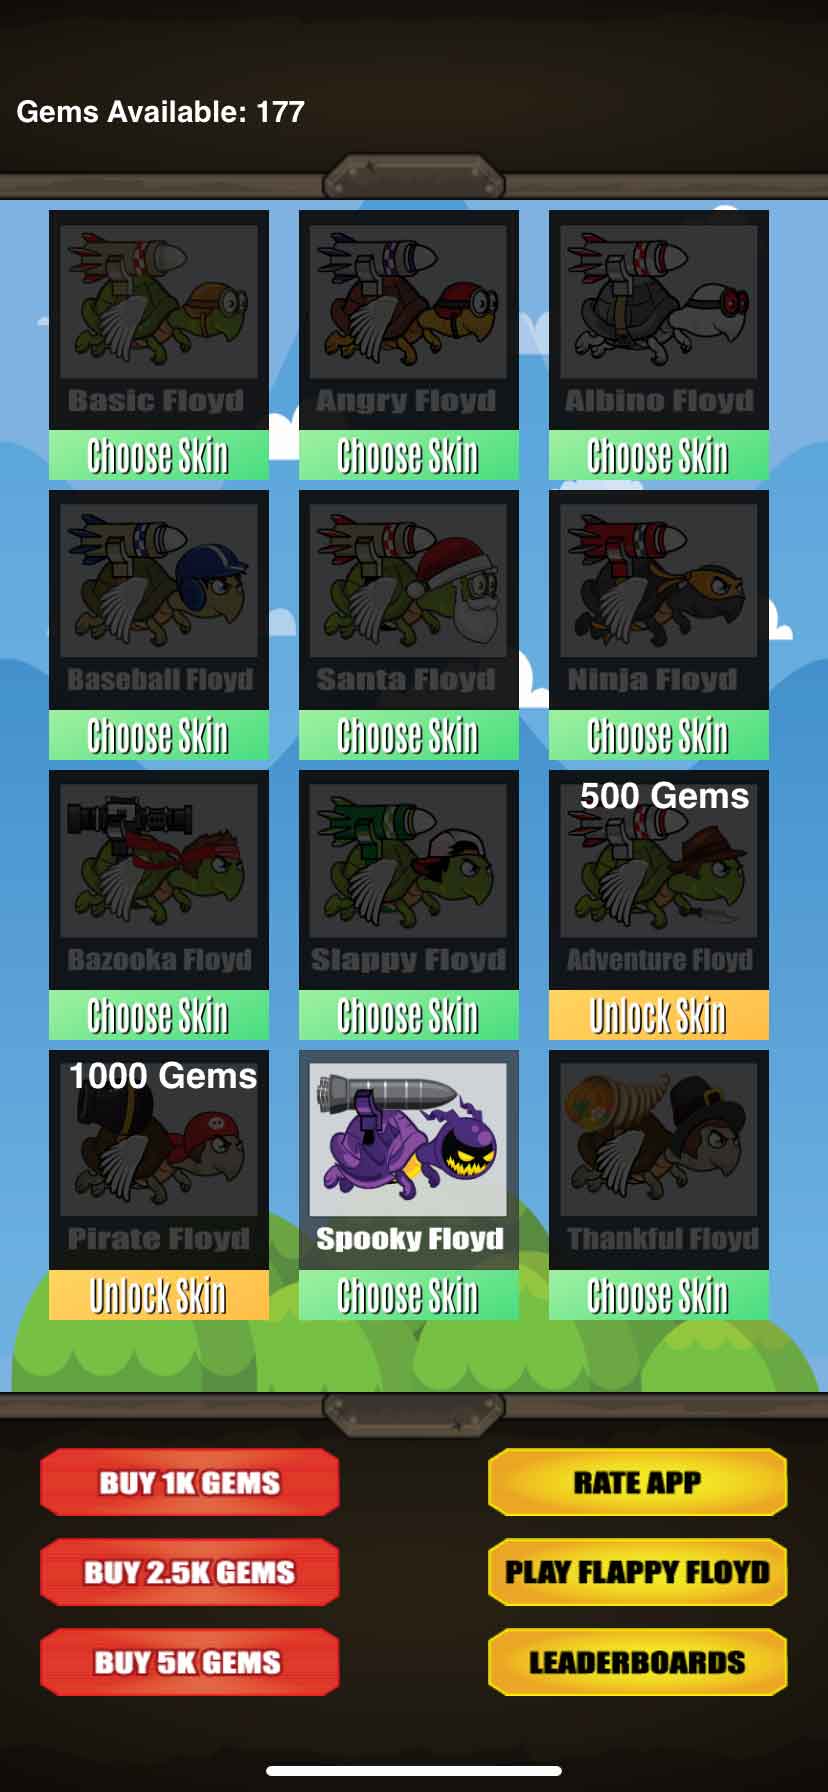 Gems Available: 177
Basic Floyd
Angry Floyd
Albino Floyd
Choose Skin
Choose Skin
Choose Skin
Baseball Floyd
Santa Floyd
Ninja Floyd
Choose Skin
Choose Skin
Choose Skin
500 Gems
Bazooka Floyd
Slappy Floyd
Adventure Floyd
Choose Skin
Choose Skin
Unlock Skin
1000 Gems
Pirate Floyd
Spooky Floyd
Thankful Floyd
Unlock Skin
Choose Skin
Choose Skin
BUY 1K GEMS
RATE APP
BUY 2.5K GEMS
PLAY FLAPPY FLOYD
BUY 5K GEMS
LEADERBOARDS